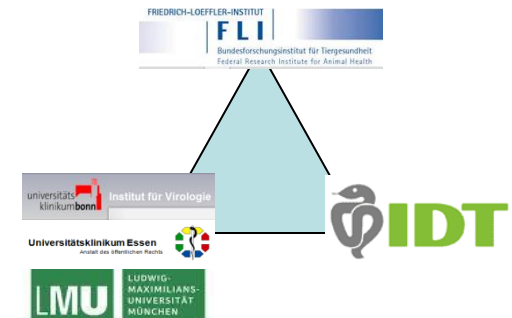 FRIEDRICH-LOEFFLER-INSTITUT
FLI
Bundesforschungsinstitut für Tiergesundheit
Federal Research Institute for Animal Health
universitäts
klinikumbonn
Institut für Virologie
Universitätsklinikum Essen
Anstalt des öffentlichen Rechts
LMU
LUDWIG-
MAXIMILIANS-
UNIVERSITÄT
MÜNCHEN
IDT